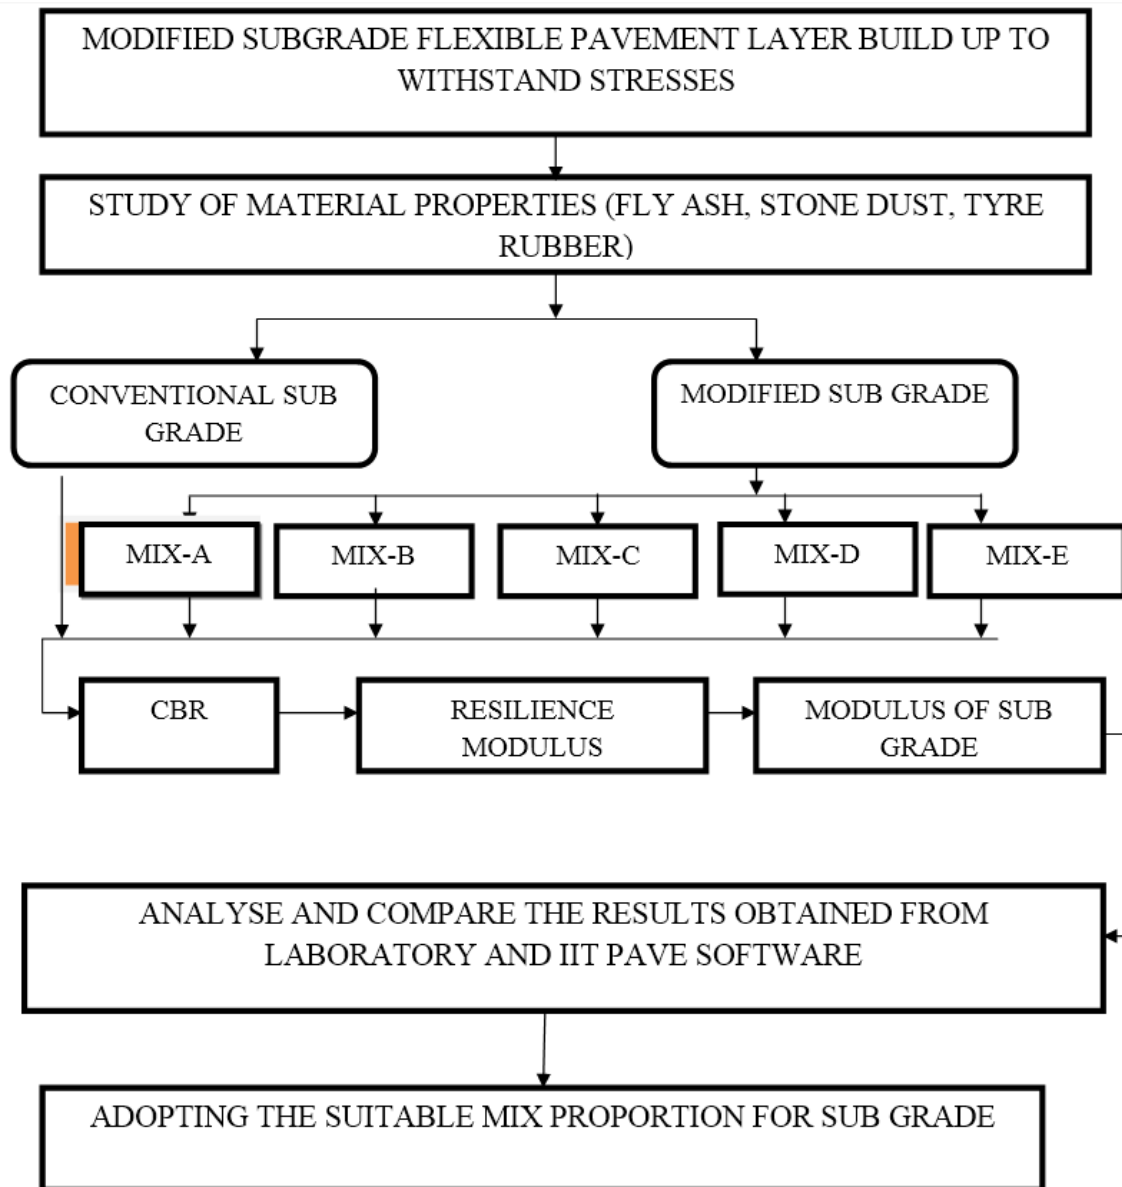 MODIFIED SUBGRADE FLEXIBLE PAVEMENT LAYER BUILD UP TO
WITHSTAND STRESSES
STUDY OF MATERIAL PROPERTIES (FLY ASH, STONE DUST, TYRE
RUBBER)
CONVENTIONAL SUB
GRADE
MODIFIED SUB GRADE
MIX-A
MIX-B
MIX-C
MIX-D
MIX-E
CBR
RESILIENCE
MODULUS
MODULUS OF SUB
GRADE
ANALYSE AND COMPARE THE RESULTS OBTAINED FROM
LABORATORY AND IIT PAVE SOFTWARE
ADOPTING THE SUITABLE MIX PROPORTION FOR SUB GRADE